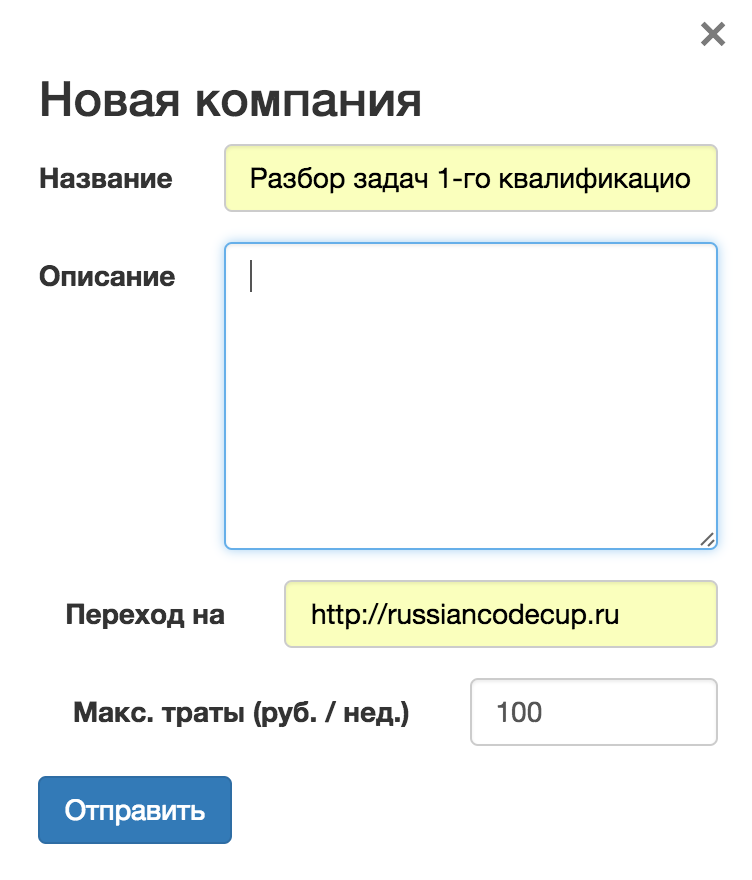 Новая компания
Название
Разбор задач 1-го квалификацио
Описание
Переход на
http://russiancodecup.ru
Макс. траты (руб. / нед.)
100
Отправить